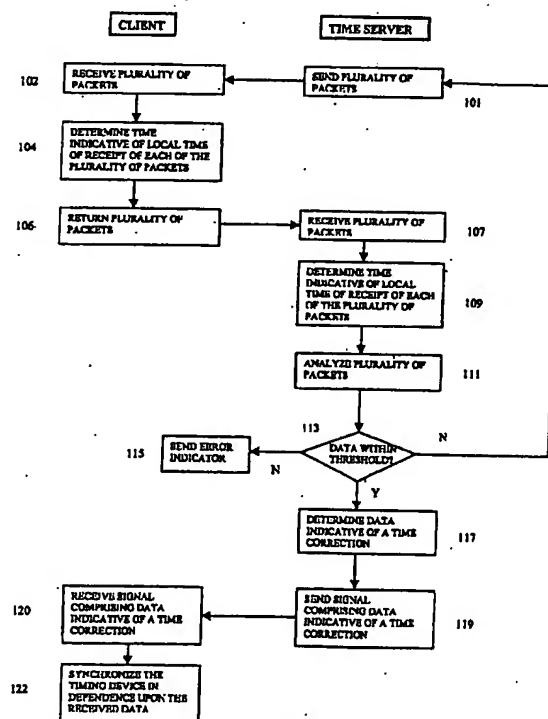 CLIENT
TIME SERVER
102
RECEIVE PLURALITY OF
PACKETS
SEND PLURALITY OF
PACKETS
101
104
DETERMINE TIME
INDICATIVE OF LOCAL TIME
OF RECEIPT OF EACH OF THE
PLURALITY OF PACKETS
106
RETURN PLURALITY OF
PACKETS
RECEIVE PLURALITY OF
PACKETS
107
DETERMINE TIME
INDICATIVE OF LOCAL
TIME OF RECEIPT OF EACH
OF THE PLURALITY OF
PACKETS
109
ANALYZE PLURALITY OF
PACKETS
111
113
DATA WITHIN
THRESHOLD?
N
115
SEND ERROR
INDICATOR
N
Y
DETERMINE DATA
INDICATIVE OF A TIME
CORRECTION
117
120
RECEIVE SIGNAL
COMPRISING DATA
INDICATIVE OF A TIME
CORRECTION
SEND SIGNAL
COMPRISING DATA
INDICATIVE OF A TIME
CORRECTION
119
122
SYNCHRONIZE THE
TIMING DEVICE IN
DEPENDENCE UPON THE
RECEIVED DATA